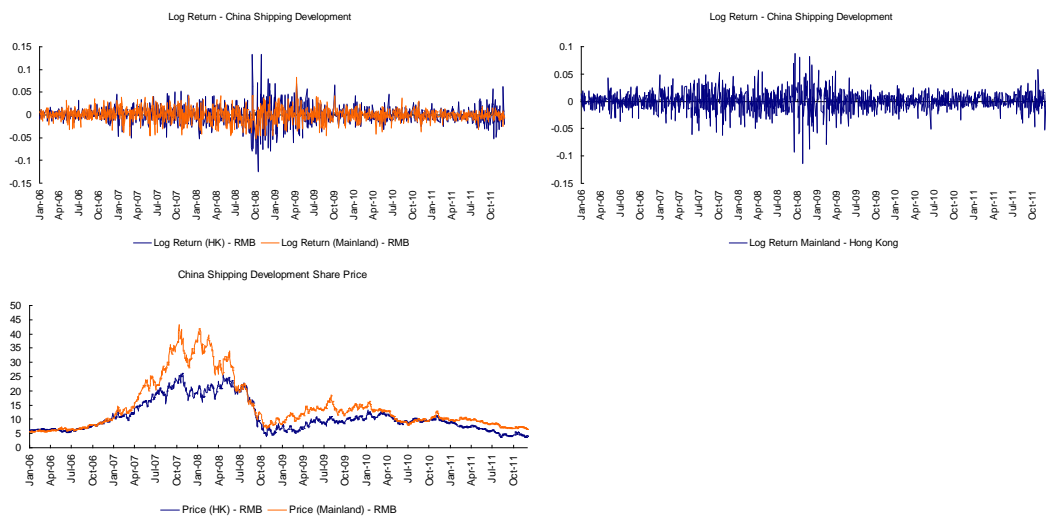 Log Return - China Shipping Development
0.15
0.1
0.05
0
-0.05
-0.1
-0.15
Jan-06
Apr-06
Jul-06
Oct-06
Jan-07
Apr-07
Jul-07
Oct-07
Jan-08
Apr-08
Jul-08
Oct-08
Jan-09
Apr-09
Jul-09
Oct-09
Jan-10
Apr-10
Jul-10
Oct-10
Jan-11
Apr-11
Jul-11
Oct-11
Log Return (HK) - RMB Log Return (Mainland) - RMB
Log Return - China Shipping Development
0.1
0.05
0
-0.05
-0.1
-0.15
Jan-06
Apr-06
Jul-06
Oct-06
Jan-07
Apr-07
Jul-07
Oct-07
Jan-08
Apr-08
Jul-08
Oct-08
Jan-09
Apr-09
Jul-09
Oct-09
Jan-10
Apr-10
Jul-10
Oct-10
Jan-11
Apr-11
Jul-11
Oct-11
Log Return Mainland - Hong Kong
China Shipping Development Share Price
50
45
40
35
30
25
20
15
10
5
0
Jan-06
Apr-06
Jul-06
Oct-06
Jan-07
Apr-07
Jul-07
Oct-07
Jan-08
Apr-08
Jul-08
Oct-08
Jan-09
Apr-09
Jul-09
Oct-09
Jan-10
Apr-10
Jul-10
Oct-10
Jan-11
Apr-11
Jul-11
Oct-11
Price (HK) - RMB Price (Mainland) - RMB